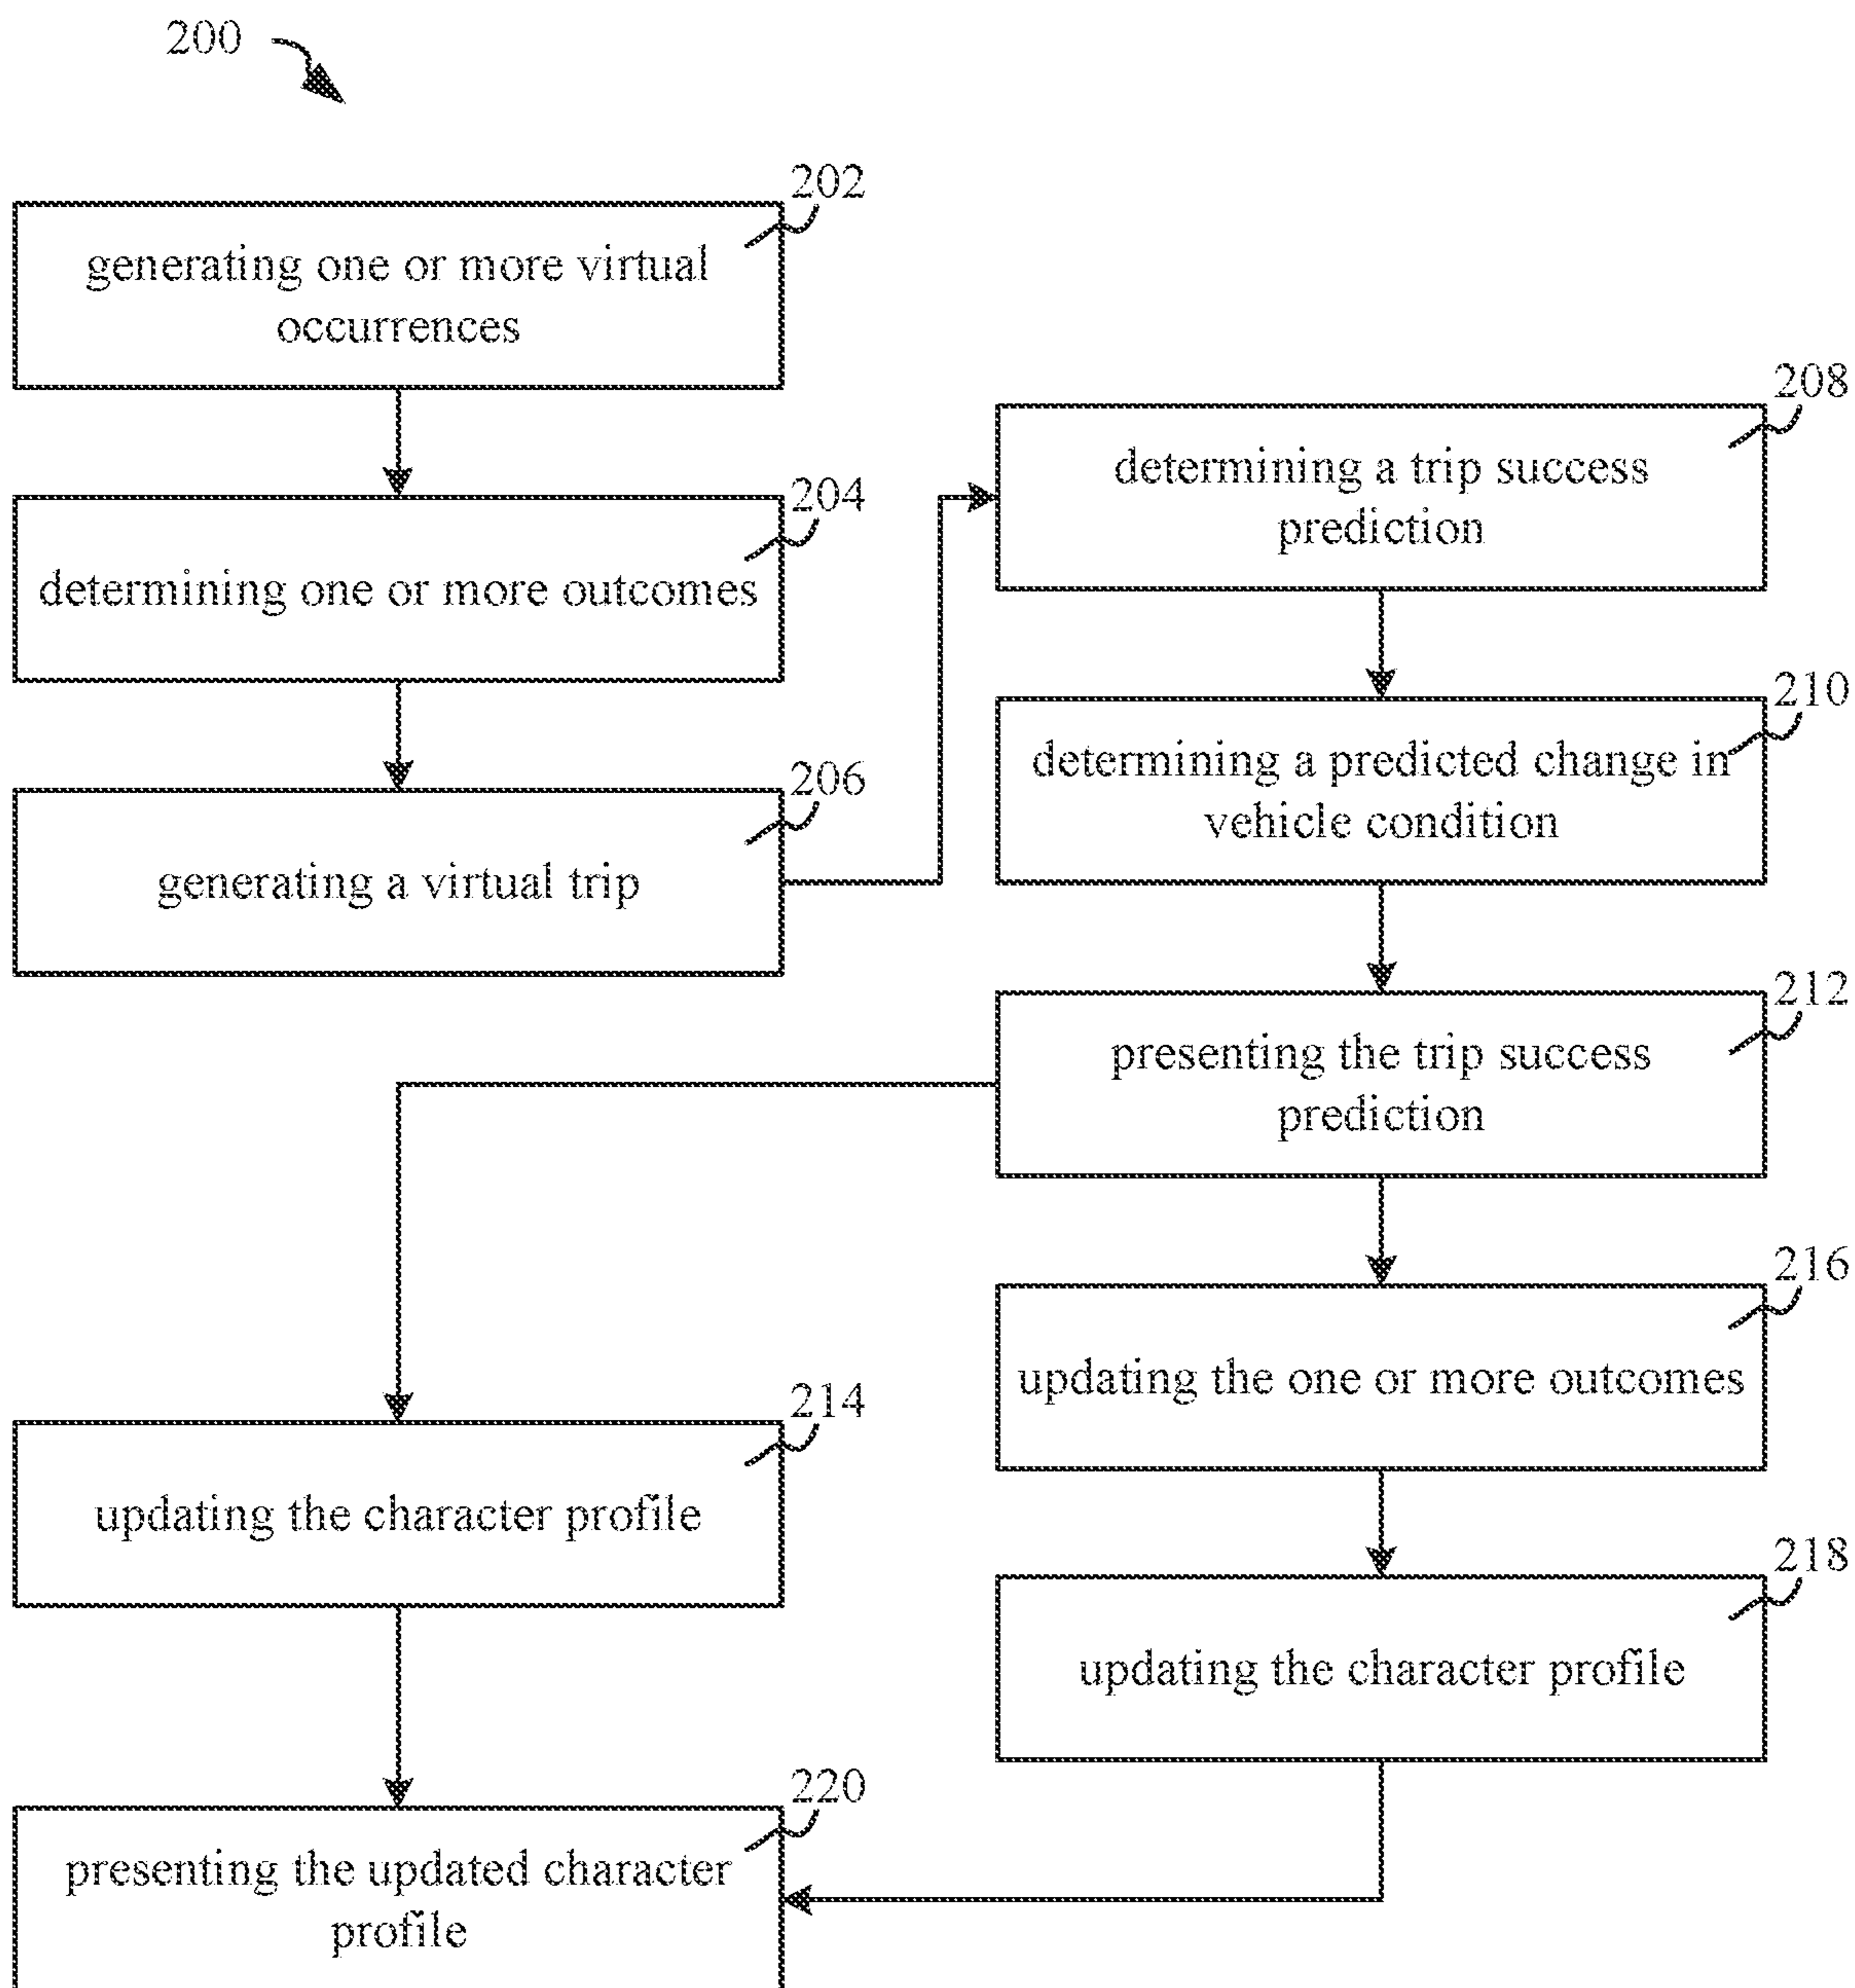 200
202
generating one or more virtual
occurrences
204
determining one or more outcomes
206
generating a virtual trip
208
determining a trip success
prediction
210
determining a predicted change in
vehicle condition
212
presenting the trip success
prediction
214
updating the character profile
216
updating the one or more outcomes
218
updating the character profile
220
presenting the updated character
profile